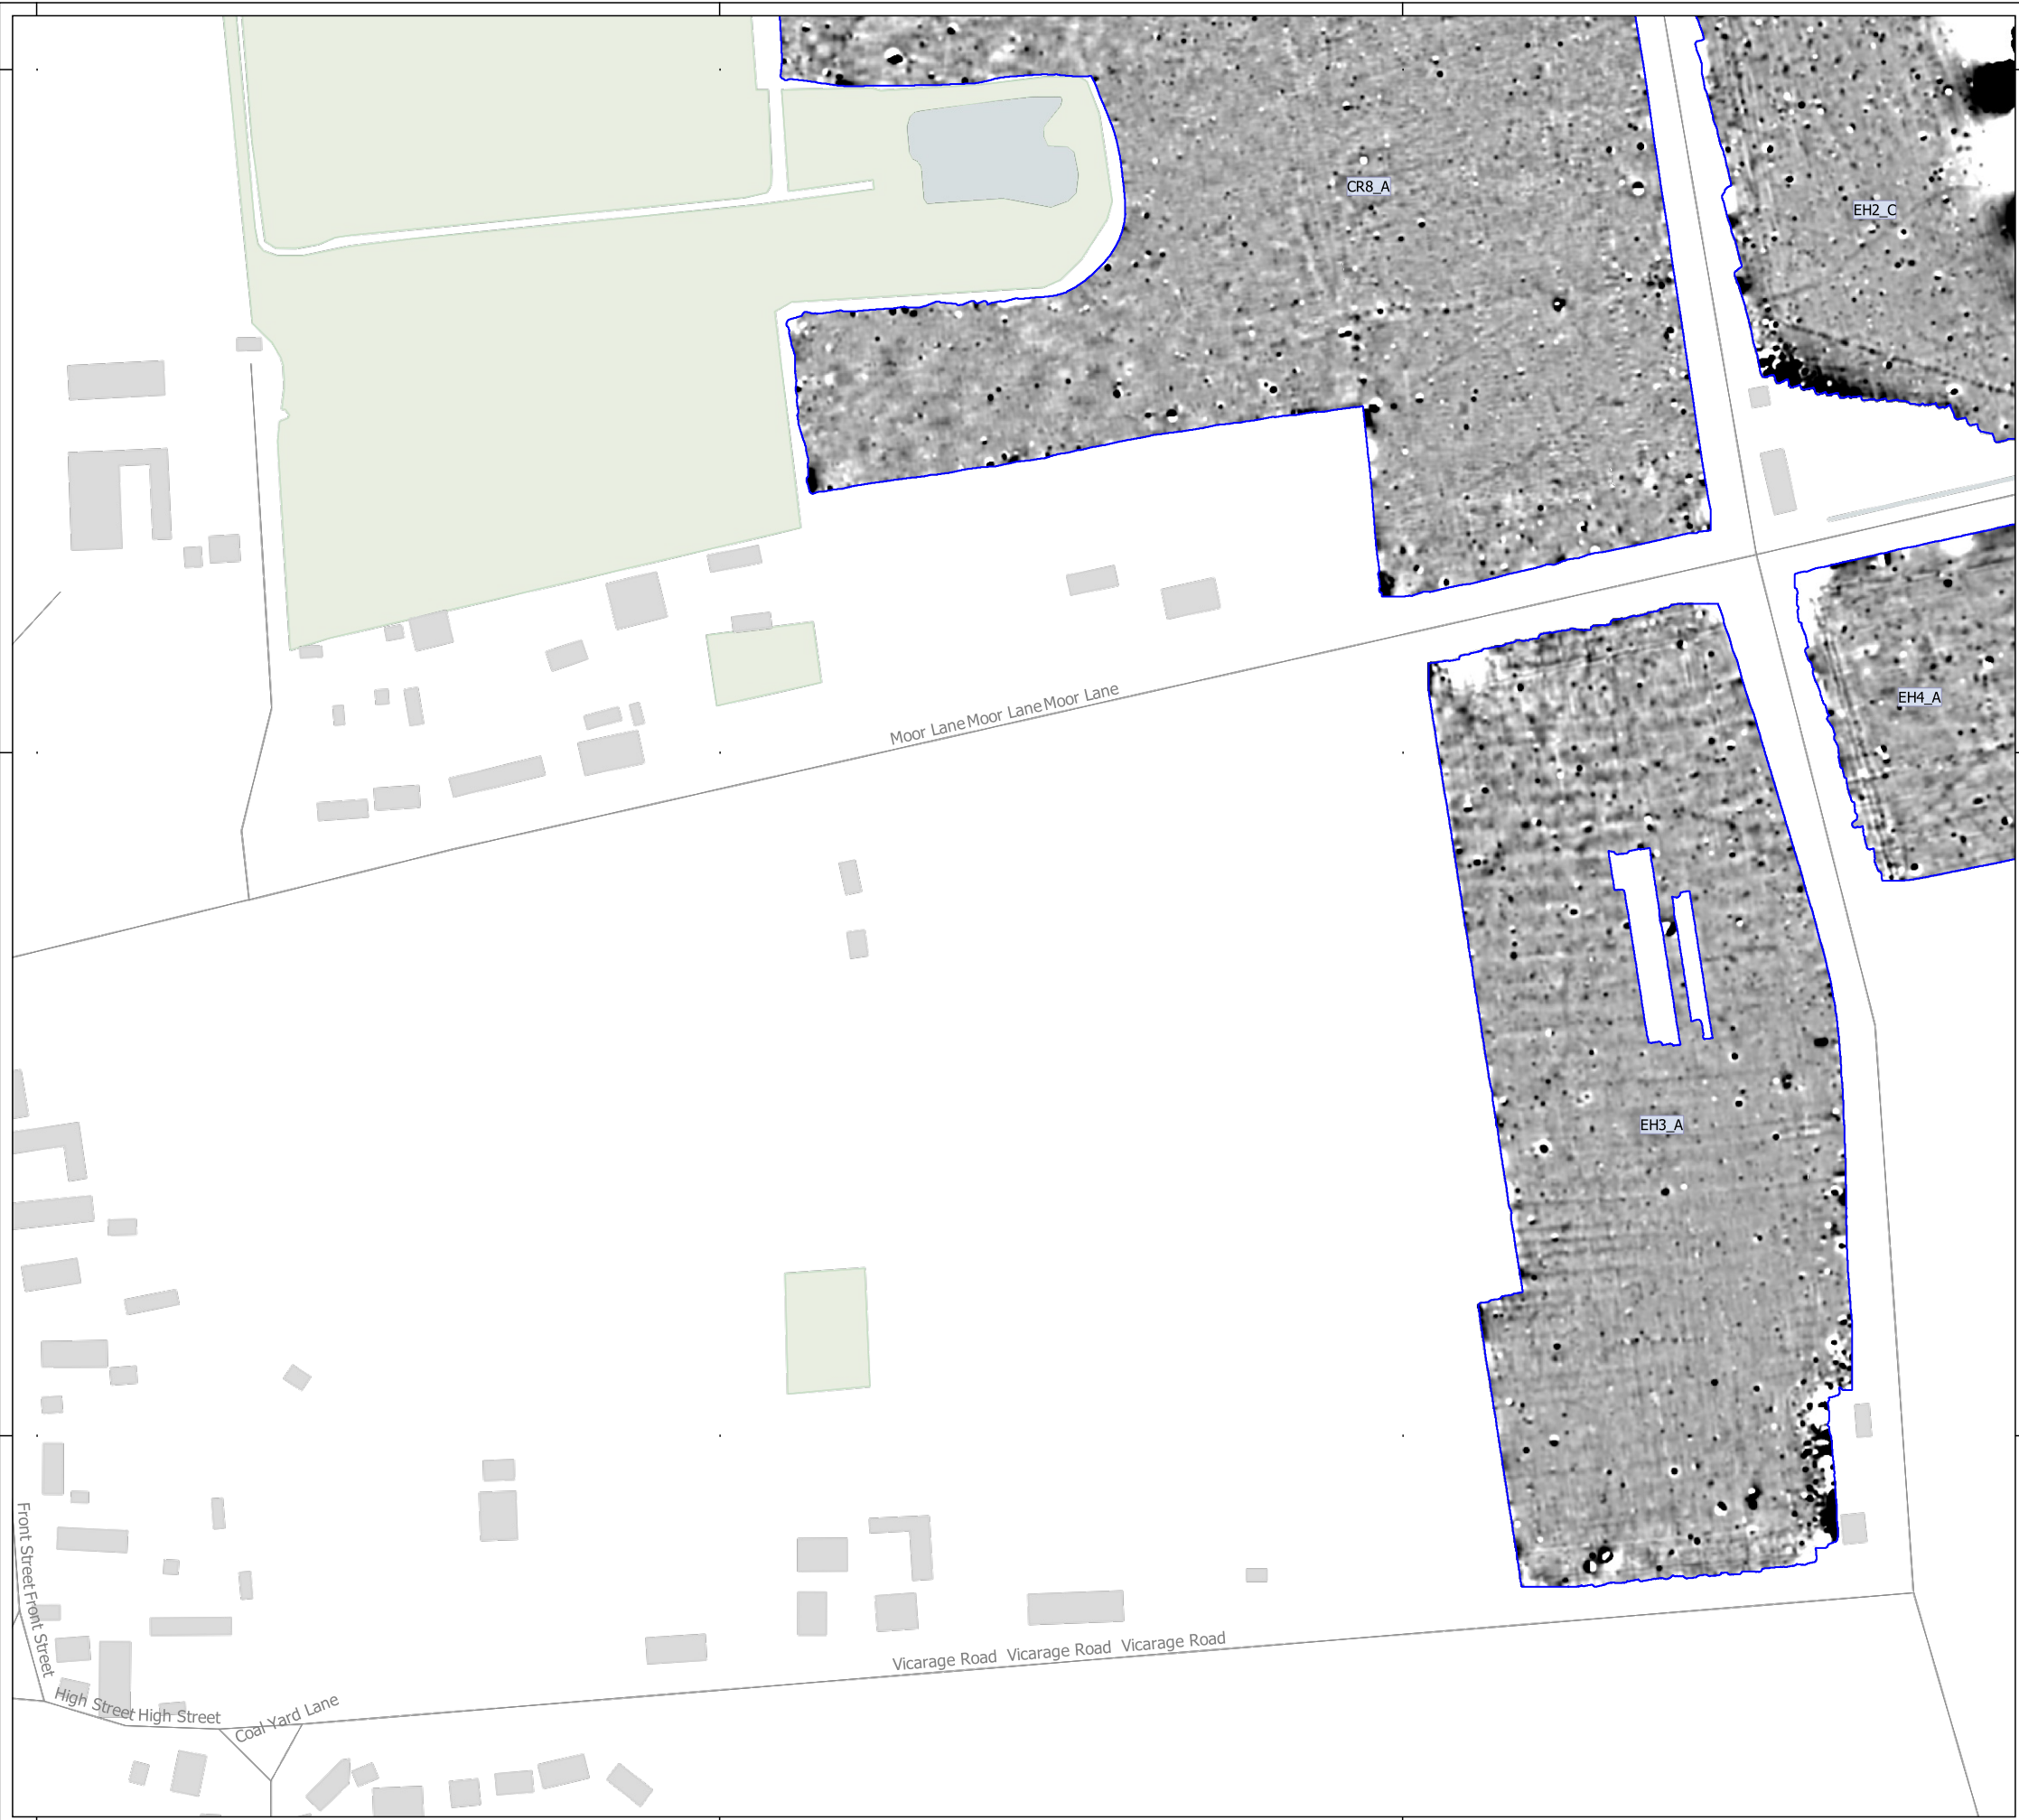 CR8_A
EH2_C
Moor Lane Moor Lane Moor Lane
EH4_A
EH3_A
Front Street Front Street
Vicarage Road Vicarage Road Vicarage Road
High Street High Street
Coal Yard Lane